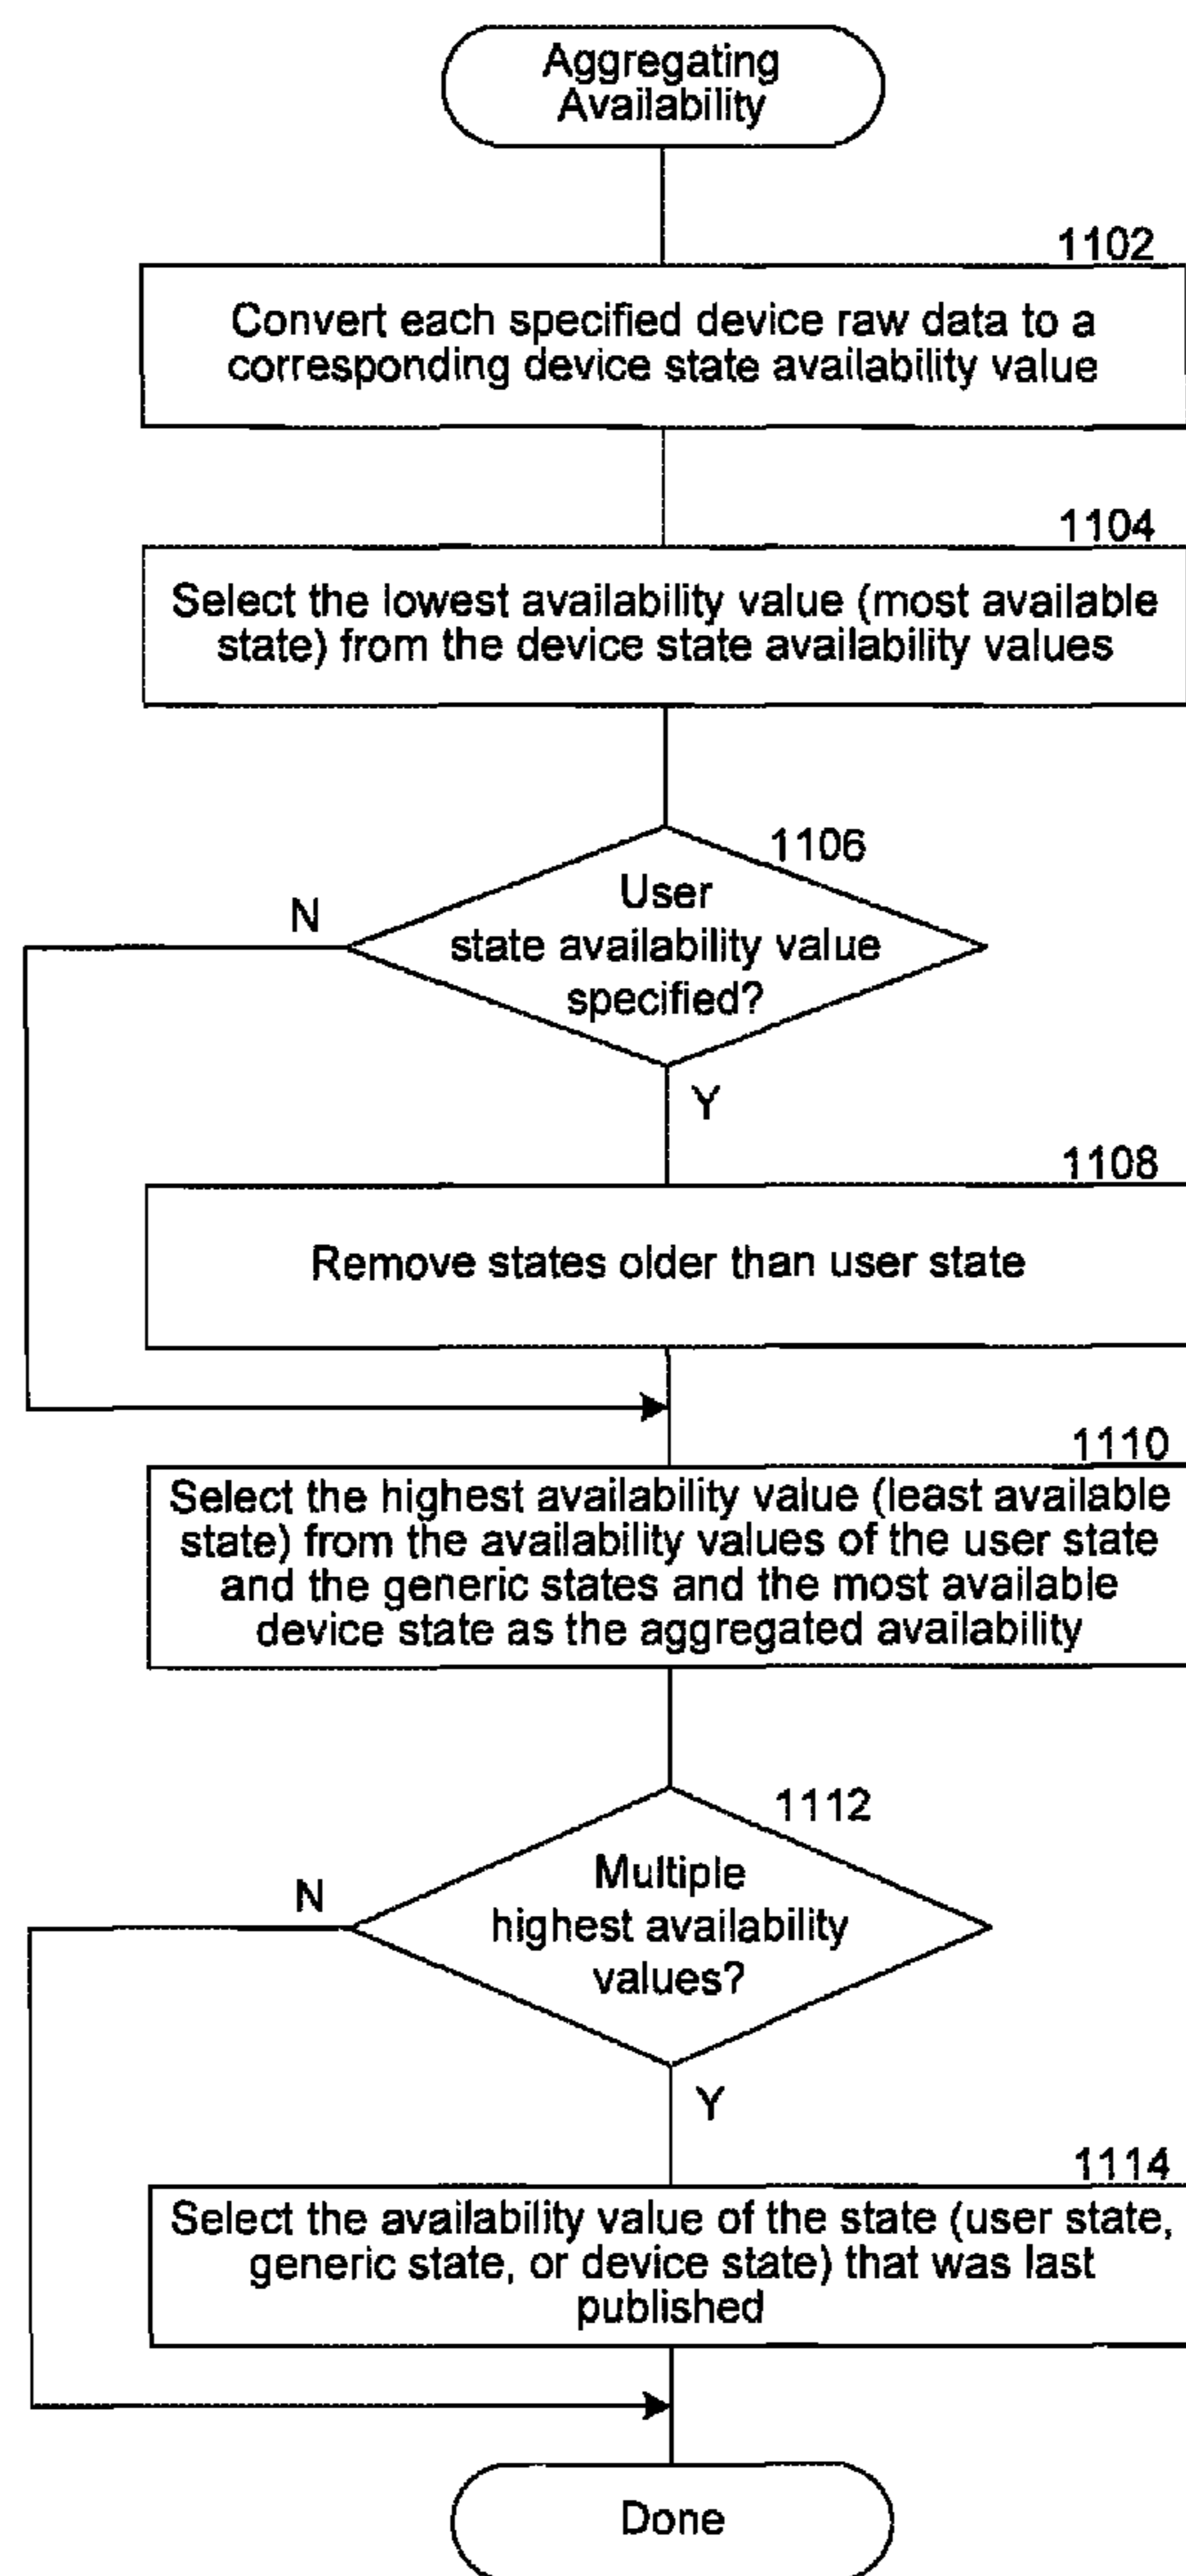 Aggregating
Availability
1102
Convert each specified device raw data to a
corresponding device state availability value
1104
Select the lowest availability value (most available
state) from the device state availability values
1106
User
state availability value
specified?
N
Y
1108
Remove states older than user state
1110
Select the highest availability value (least available
state) from the availability values of the user state
and the generic states and the most available
device state as the aggregated availability
1112
Multiple
highest availability
values?
N
Y
1114
Select the availability value of the state (user state,
generic state, or device state) that was last
published
Done